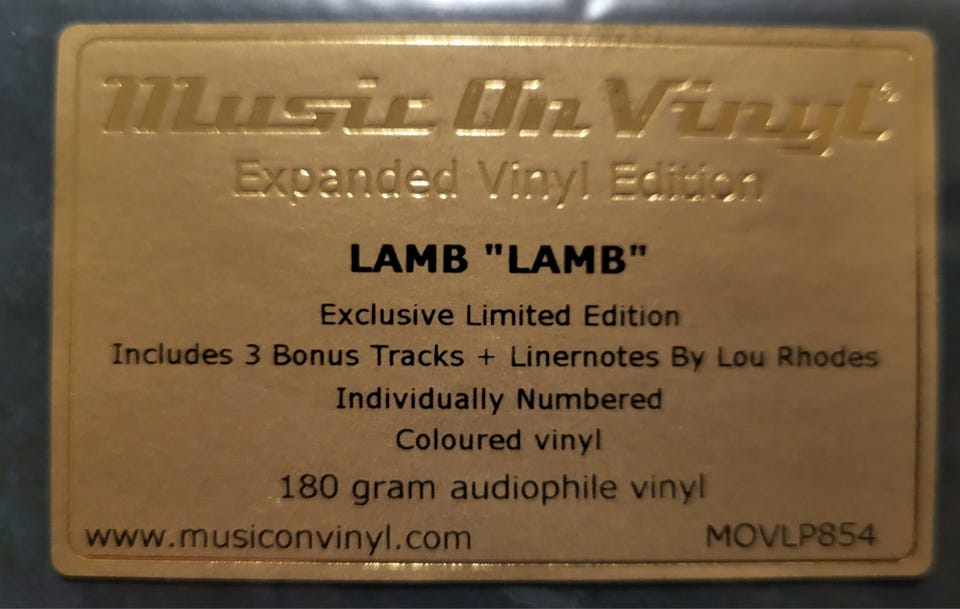 Music On Vinyl®
Expanded Vinyl Edition
LAMB "LAMB"
Exclusive Limited Edition
Includes 3 Bonus Tracks + Linernotes By Lou Rhodes
Individually Numbered
Coloured vinyl
180 gram audiophile vinyl
www.musiconvinyl.com MOVLP854